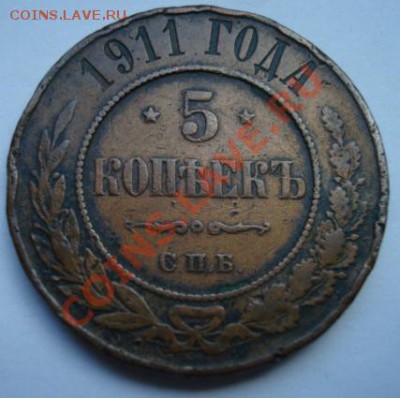 COINS.LAVE.RU
1911 ГОДА
* 5 *
КОПѢЕКЪ
С.П.Б.
COINS.LAVE.RU